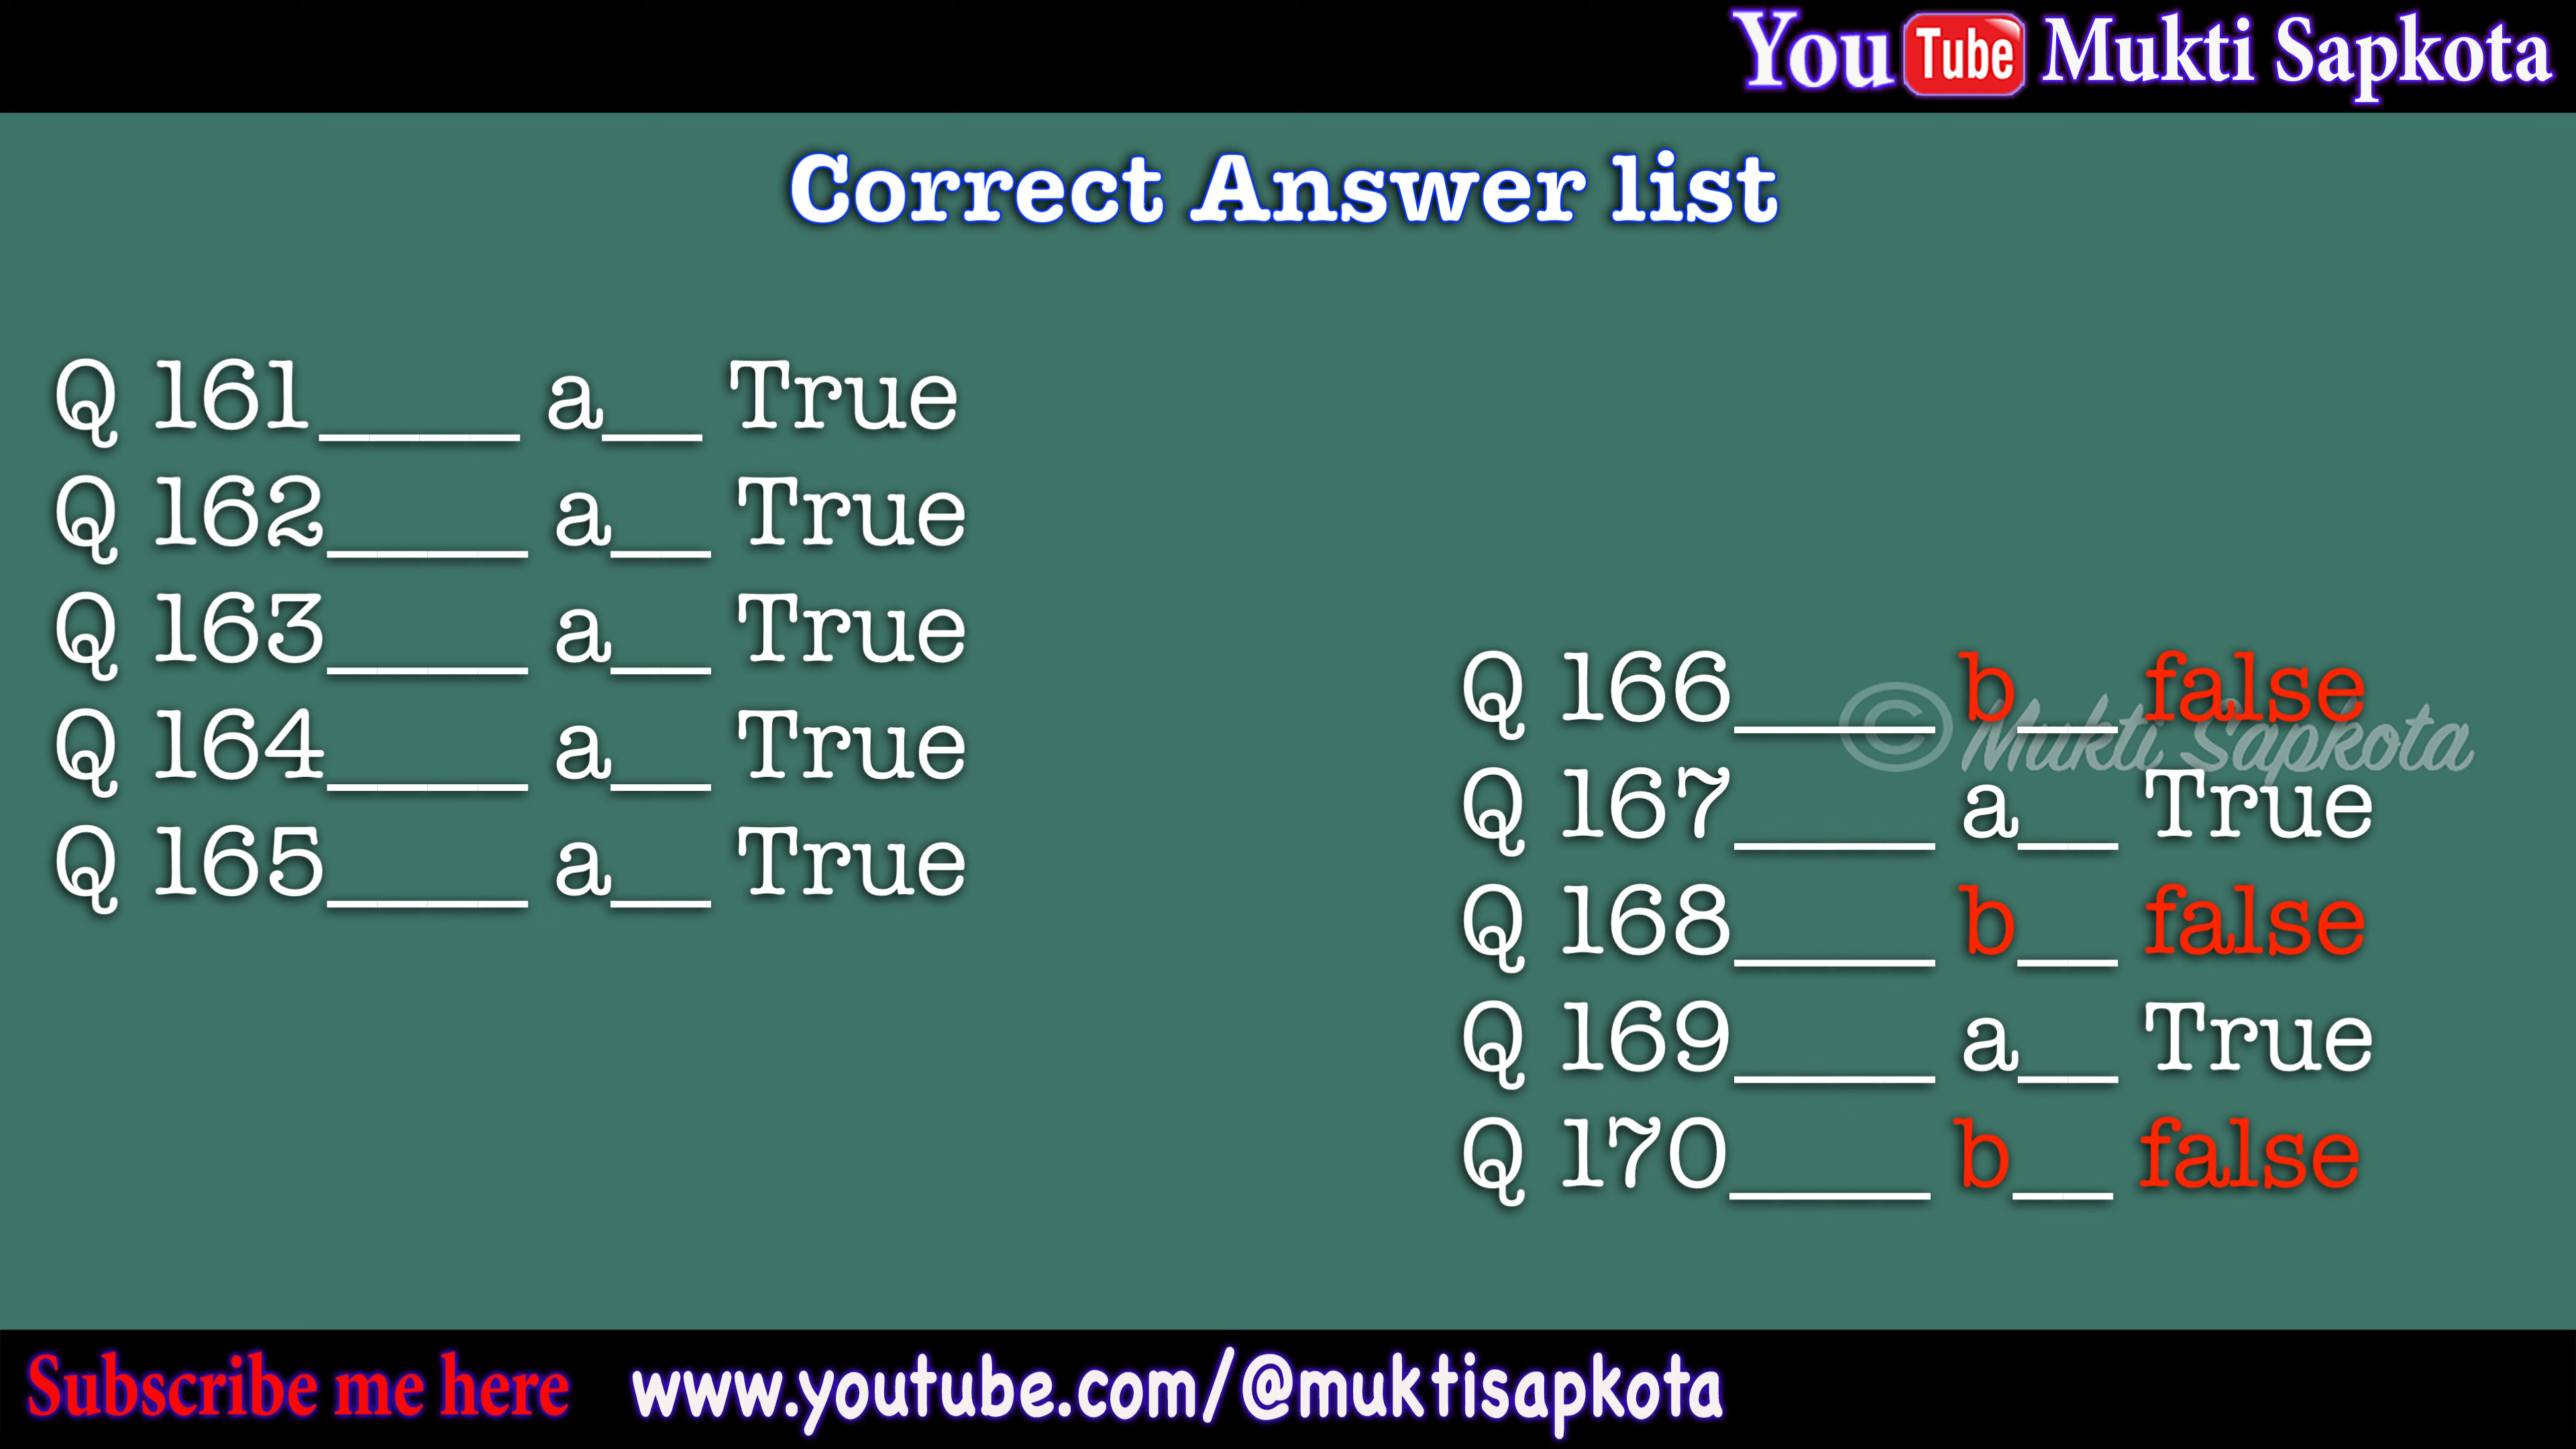 You Tube Mukti Sapkota
Correct Answer list
Q 161____ a__ True
Q 162____ a__ True
Q 163____ a__ True
Q 164____ a__ True
Q 165____ a__ True
Q 166____ b__ false
© Mukti Sapkota
Q 167____ a__ True
Q 168____ b__ false
Q 169____ a__ True
Q 170____ b__ false
Subscribe me here www.youtube.com/@muktisapkota